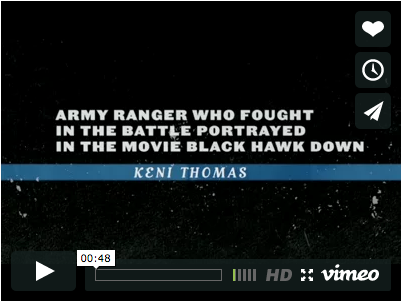 ARMY RANGER WHO FOUGHT
IN THE BATTLE PORTRAYED
IN THE MOVIE BLACK HAWK DOWN
KENÍ THOMAS
00:48
HD
vimeo